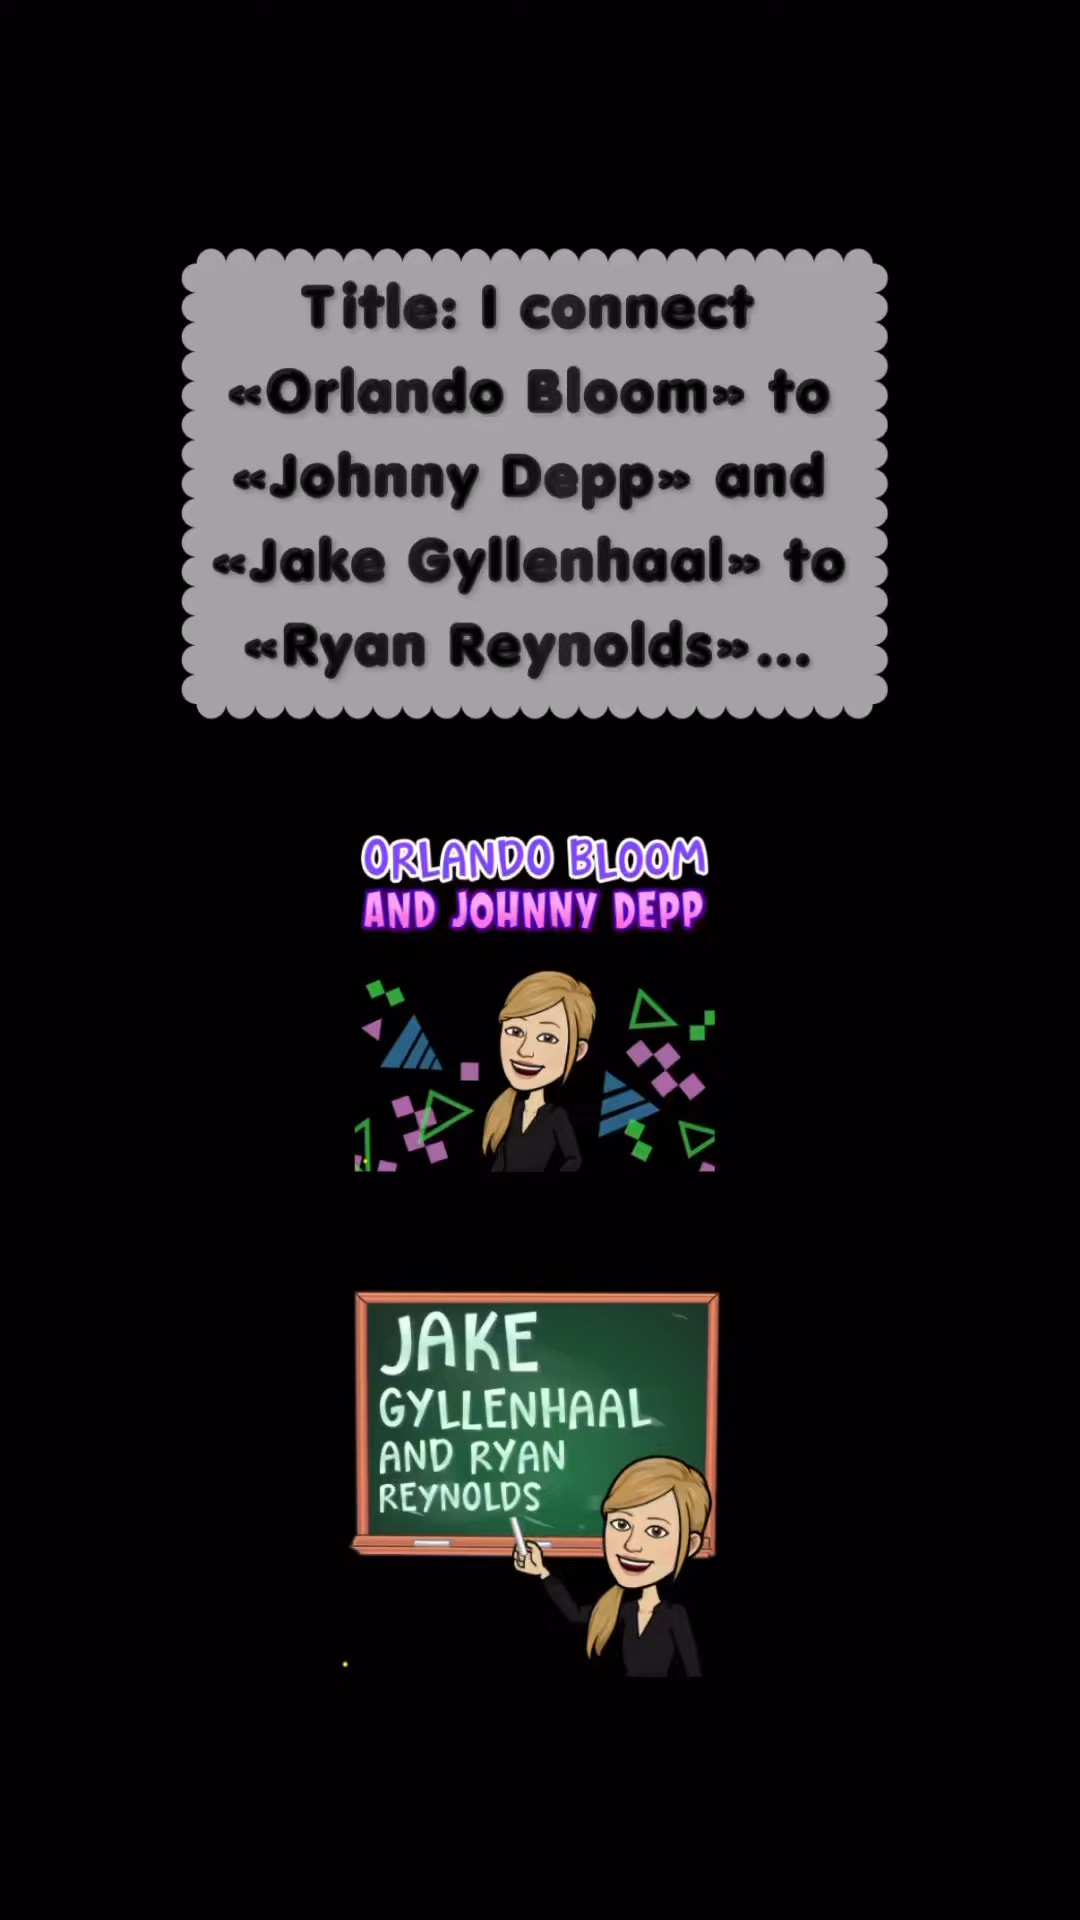 Title: I connect
«Orlando Bloom» to
«Johnny Depp» and
«Jake Gyllenhaal» to
«Ryan Reynolds»...
ORLANDO BLOOM
AND JOHNNY DEPP
JAKE
GYLLENHAAL
AND RYAN
REYNOLDS